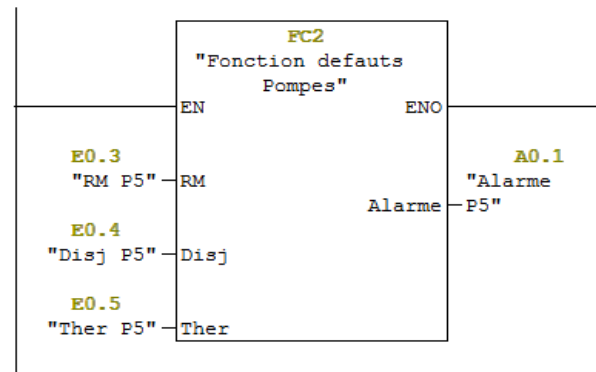 FC2
"Fonction defauts
Pompes"
EN ENO
E0.3 A0.1
"RM P5" RM "Alarme
Alarme P5"
E0.4
"Disj P5" Disj
E0.5
"Ther P5" Ther